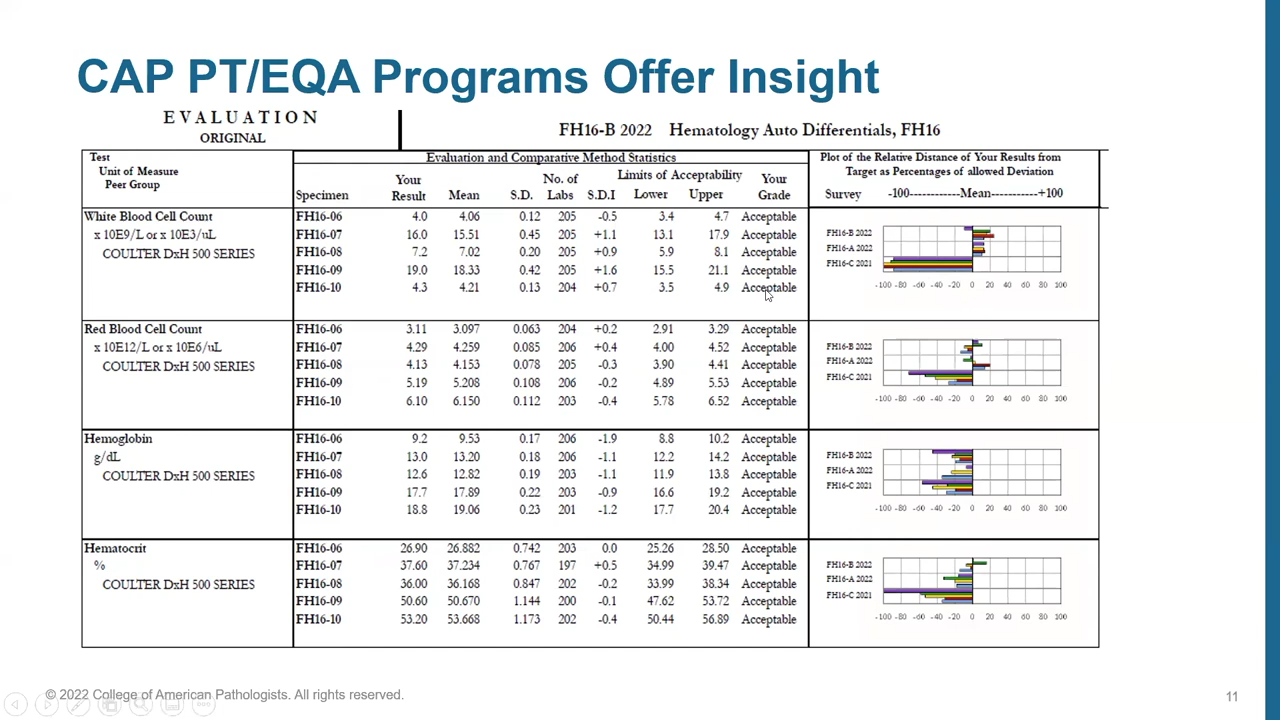 CAP PT/EQA Programs Offer Insight
EVALUATION
ORIGINAL
FH16-B 2022 Hematology Auto Differentials, FH16
Test
Unit of Measure
Peer Group
Evaluation and Comparative Method Statistics
Specimen Your Result Mean S.D. No. of Labs S.D.I Limits of Acceptability Lower Upper Your Grade
Plot of the Relative Distance of Your Results from
Target as Percentages of allowed Deviation
Survey -100------------Mean-----------+100
White Blood Cell Count FH16-06 4.0 4.06 0.12 205 -0.5 3.4 4.7 Acceptable
x 10E9/L or x 10E3/uL FH16-07 16.0 15.51 0.45 205 +1.1 13.1 17.9 Acceptable
COULTER DxH 500 SERIES FH16-08 7.2 7.02 0.20 205 +0.9 5.9 8.1 Acceptable
FH16-09 19.0 18.33 0.42 205 +1.6 15.5 21.1 Acceptable
FH16-10 4.3 4.21 0.13 204 +0.7 3.5 4.9 Acceptable
FH16-B 2022
FH16-A 2022
FH16-C 2021
-100 -80 -60 -40 -20 0 20 40 60 80 100
Red Blood Cell Count FH16-06 3.11 3.097 0.063 204 +0.2 2.91 3.29 Acceptable
x 10E12/L or x 10E6/uL FH16-07 4.29 4.259 0.085 206 +0.4 4.00 4.52 Acceptable
COULTER DxH 500 SERIES FH16-08 4.13 4.153 0.078 205 -0.3 3.90 4.41 Acceptable
FH16-09 5.19 5.208 0.108 206 -0.2 4.89 5.53 Acceptable
FH16-10 6.10 6.150 0.112 203 -0.4 5.78 6.52 Acceptable
FH16-B 2022
FH16-A 2022
FH16-C 2021
-100 -80 -60 -40 -20 0 20 40 60 80 100
Hemoglobin FH16-06 9.2 9.53 0.17 206 -1.9 8.8 10.2 Acceptable
g/dL FH16-07 13.0 13.20 0.18 206 -1.1 12.2 14.2 Acceptable
COULTER DxH 500 SERIES FH16-08 12.6 12.82 0.19 203 -1.1 11.9 13.8 Acceptable
FH16-09 17.7 17.89 0.22 203 -0.9 16.6 19.2 Acceptable
FH16-10 18.8 19.06 0.23 201 -1.2 17.7 20.4 Acceptable
FH16-B 2022
FH16-A 2022
FH16-C 2021
-100 -80 -60 -40 -20 0 20 40 60 80 100
Hematocrit FH16-06 26.90 26.882 0.742 203 0.0 25.26 28.50 Acceptable
% FH16-07 37.60 37.234 0.767 197 +0.5 34.99 39.47 Acceptable
COULTER DxH 500 SERIES FH16-08 36.00 36.168 0.847 202 -0.2 33.99 38.34 Acceptable
FH16-09 50.60 50.670 1.144 200 -0.1 47.62 53.72 Acceptable
FH16-10 53.20 53.668 1.173 202 -0.4 50.44 56.89 Acceptable
FH16-B 2022
FH16-A 2022
FH16-C 2021
-100 -80 -60 -40 -20 0 20 40 60 80 100
© 2022 College of American Pathologists. All rights reserved.
11